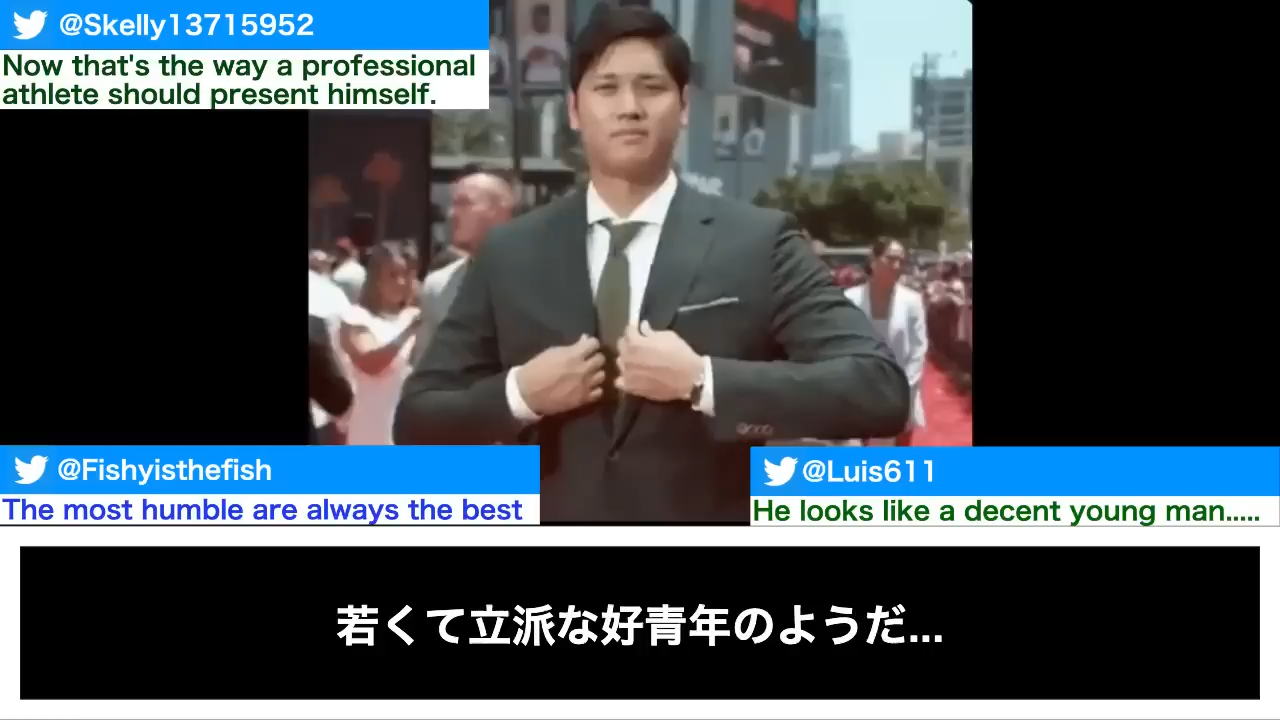 @Skelly13715952
Now that's the way a professional
athlete should present himself.
@Fishyisthefish
The most humble are always the best
@Luis611
He looks like a decent young man.....
若くて立派な好青年のようだ...